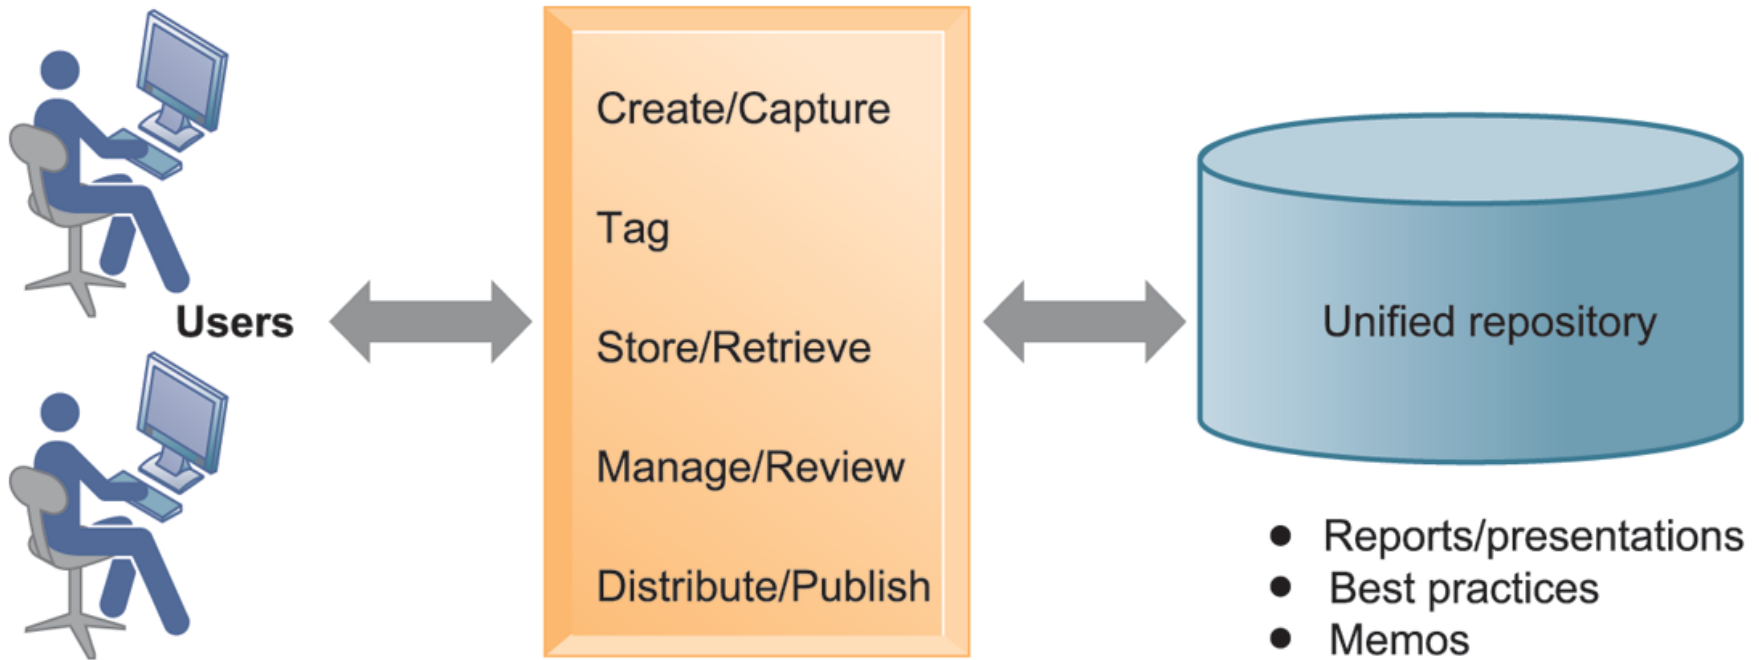 Users
Create/Capture
Tag
Store/Retrieve
Manage/Review
Distribute/Publish
Unified repository
● Reports/presentations
● Best practices
● Memos